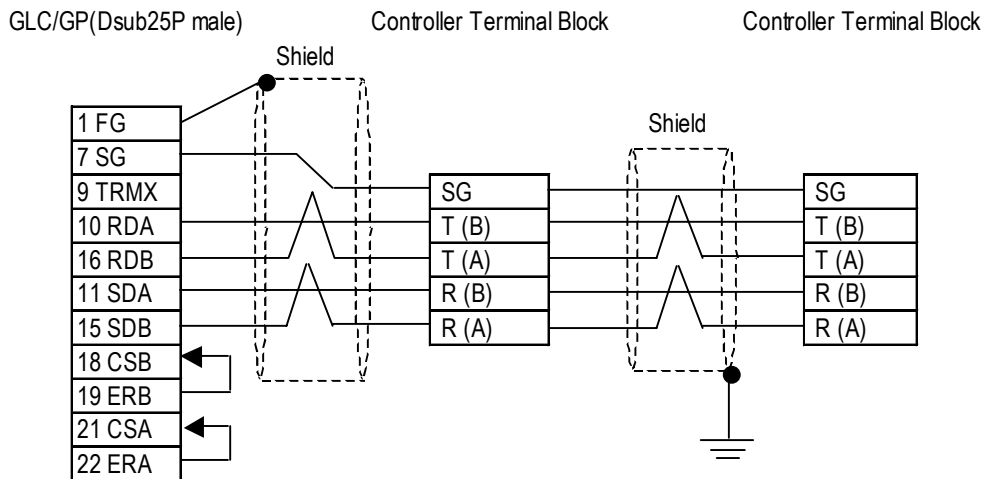 GLC/GP(Dsub25P male)
Controller Terminal Block
Controller Terminal Block
Shield
Shield
1 FG
7 SG
9 TRMX
10 RDA
16 RDB
11 SDA
15 SDB
18 CSB
19 ERB
21 CSA
22 ERA
SG
T (B)
T (A)
R (B)
R (A)
SG
T (B)
T (A)
R (B)
R (A)